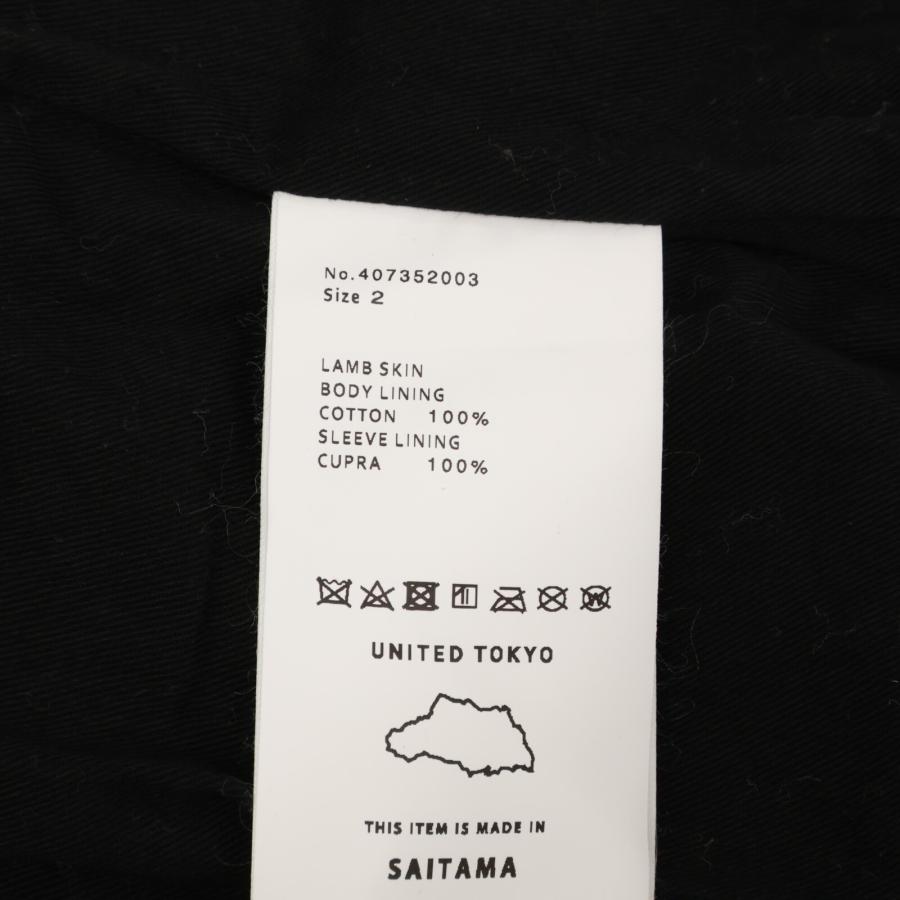 No.407352003
Size 2
LAMB SKIN
BODY LINING
COTTON 100%
SLEEVE LINING
CUPRA 100%
W
UNITED TOKYO
THIS ITEM IS MADE IN
SAITAMA